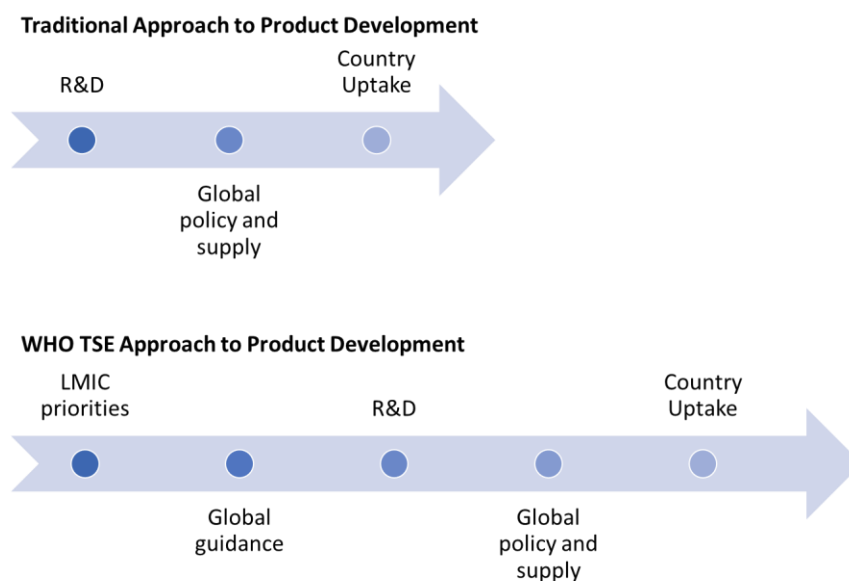 Traditional Approach to Product Development
R&D
Country
Uptake
Global
policy and
supply
WHO TSE Approach to Product Development
LMIC
priorities
R&D
Country
Uptake
Global
guidance
Global
policy and
supply